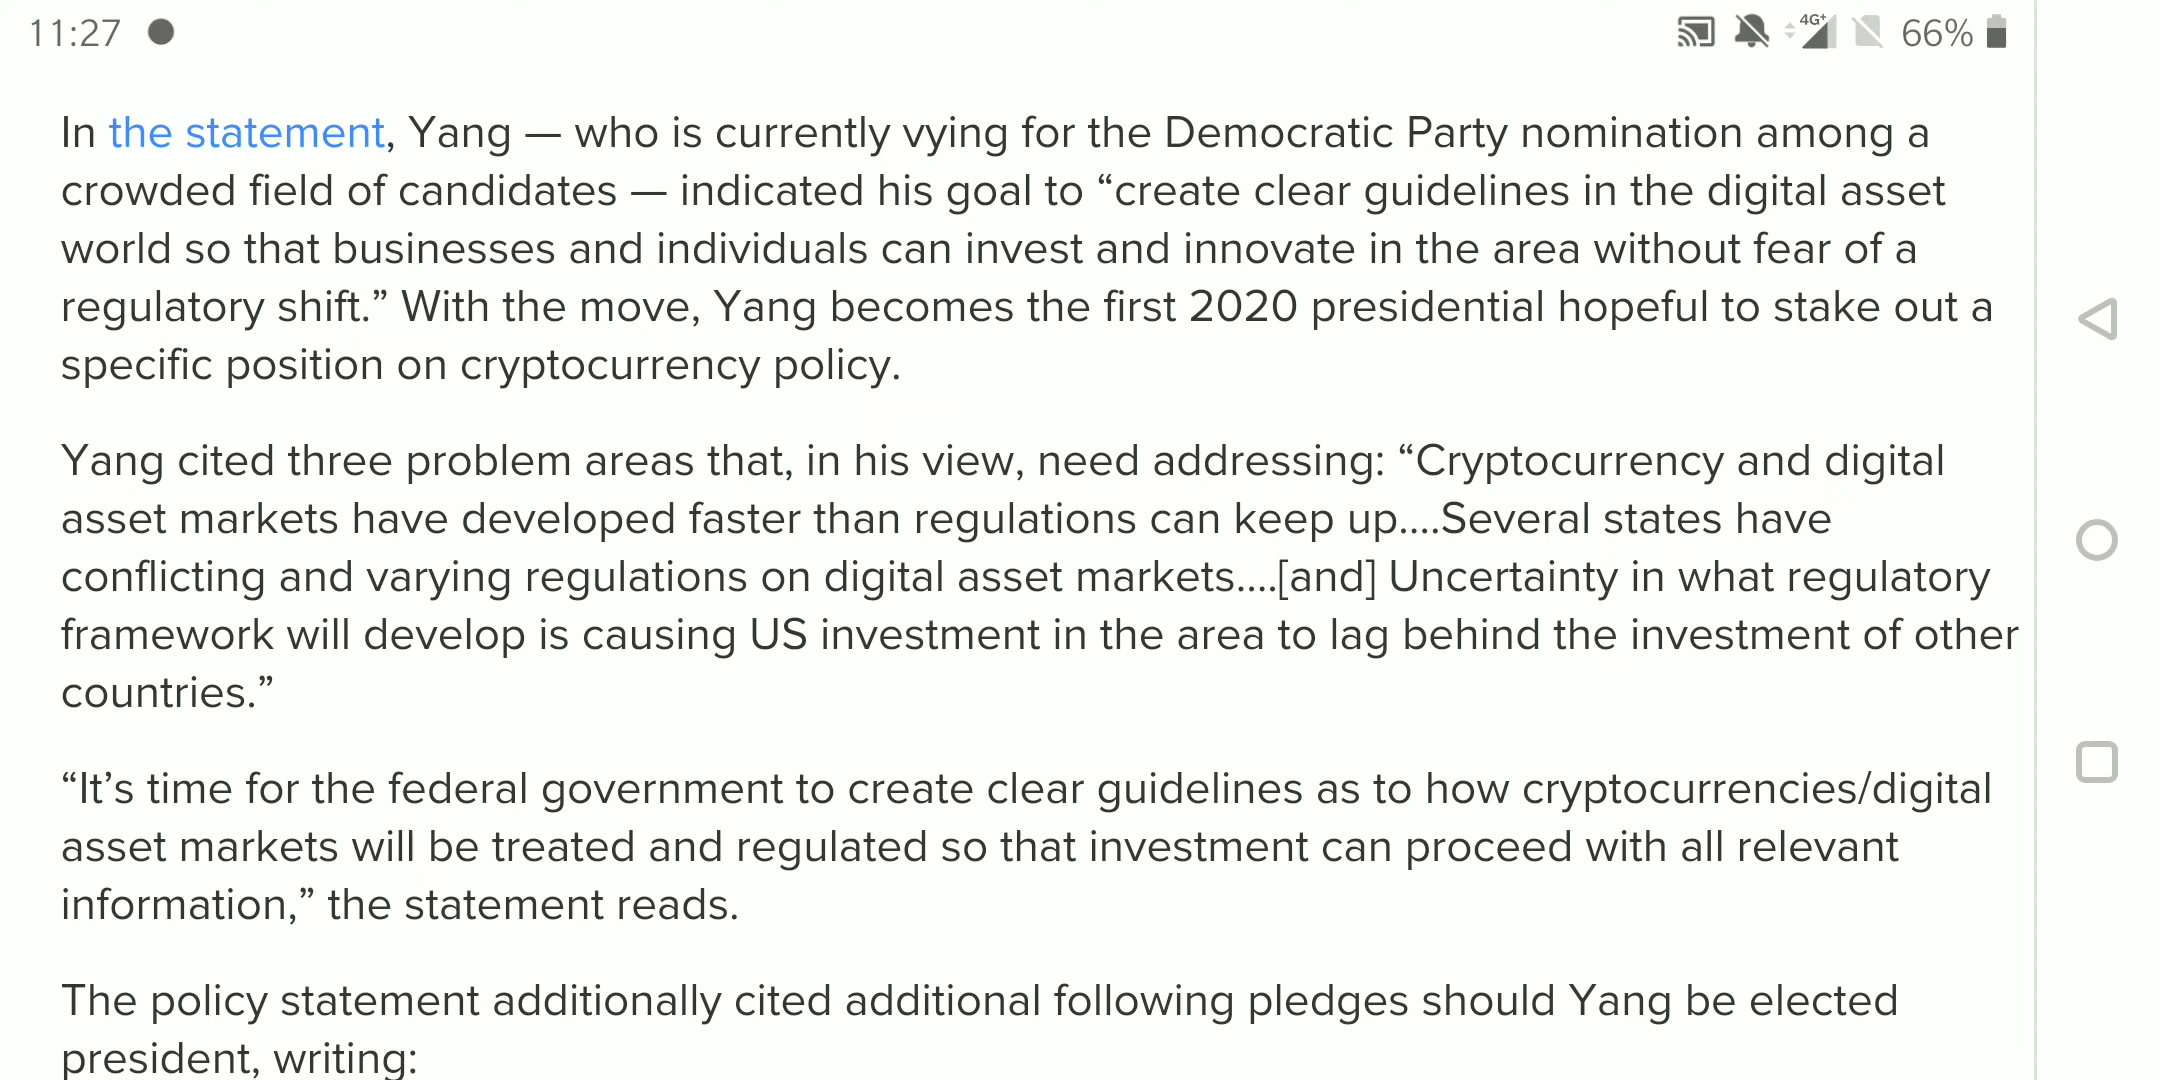 11:27
4G+ 66%
In the statement, Yang — who is currently vying for the Democratic Party nomination among a
crowded field of candidates — indicated his goal to “create clear guidelines in the digital asset
world so that businesses and individuals can invest and innovate in the area without fear of a
regulatory shift.” With the move, Yang becomes the first 2020 presidential hopeful to stake out a
specific position on cryptocurrency policy.
Yang cited three problem areas that, in his view, need addressing: “Cryptocurrency and digital
asset markets have developed faster than regulations can keep up....Several states have
conflicting and varying regulations on digital asset markets....[and] Uncertainty in what regulatory
framework will develop is causing US investment in the area to lag behind the investment of other
countries.”
“It’s time for the federal government to create clear guidelines as to how cryptocurrencies/digital
asset markets will be treated and regulated so that investment can proceed with all relevant
information,” the statement reads.
The policy statement additionally cited additional following pledges should Yang be elected
president, writing: